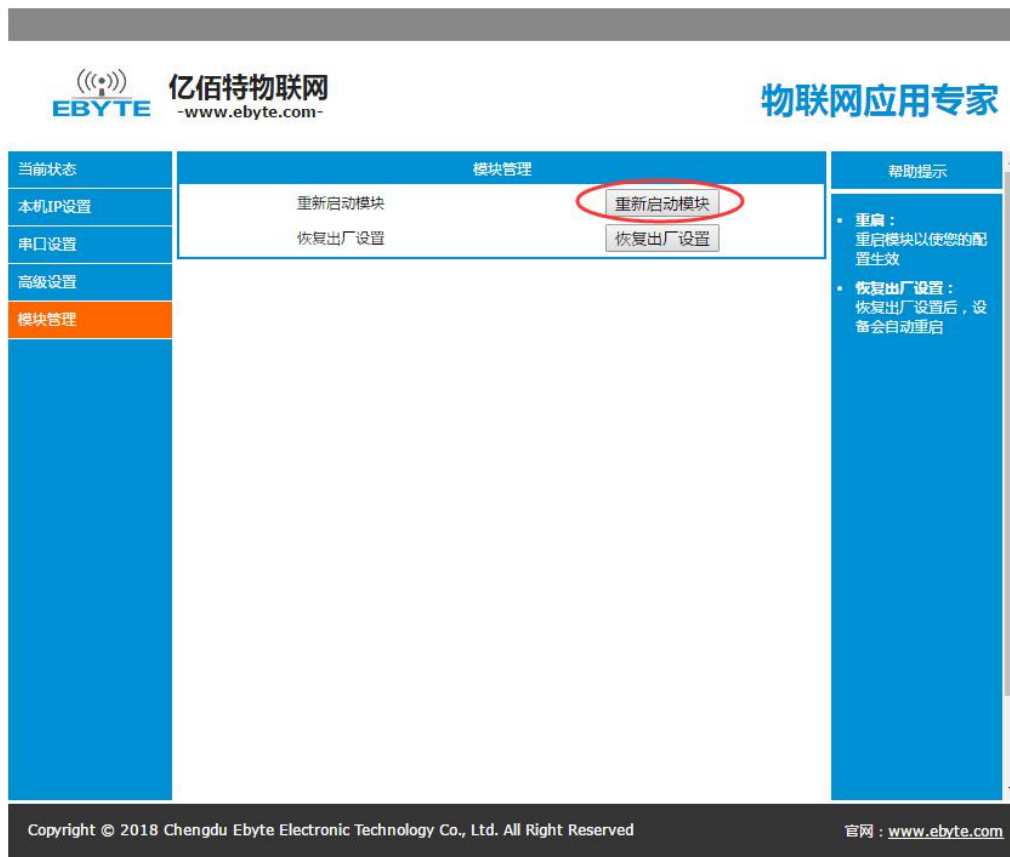 EBYTE
亿佰特物联网
-www.ebyte.com-
物联网应用专家
当前状态
本机IP设置
串口设置
高级设置
模块管理
模块管理
重新启动模块 重新启动模块
恢复出厂设置 恢复出厂设置
帮助提示
• 重启：
重启模块以使您的配
置生效
• 恢复出厂设置：
恢复出厂设置后，设
备会自动重启
Copyright © 2018 Chengdu Ebyte Electronic Technology Co., Ltd. All Right Reserved
官网：www.ebyte.com